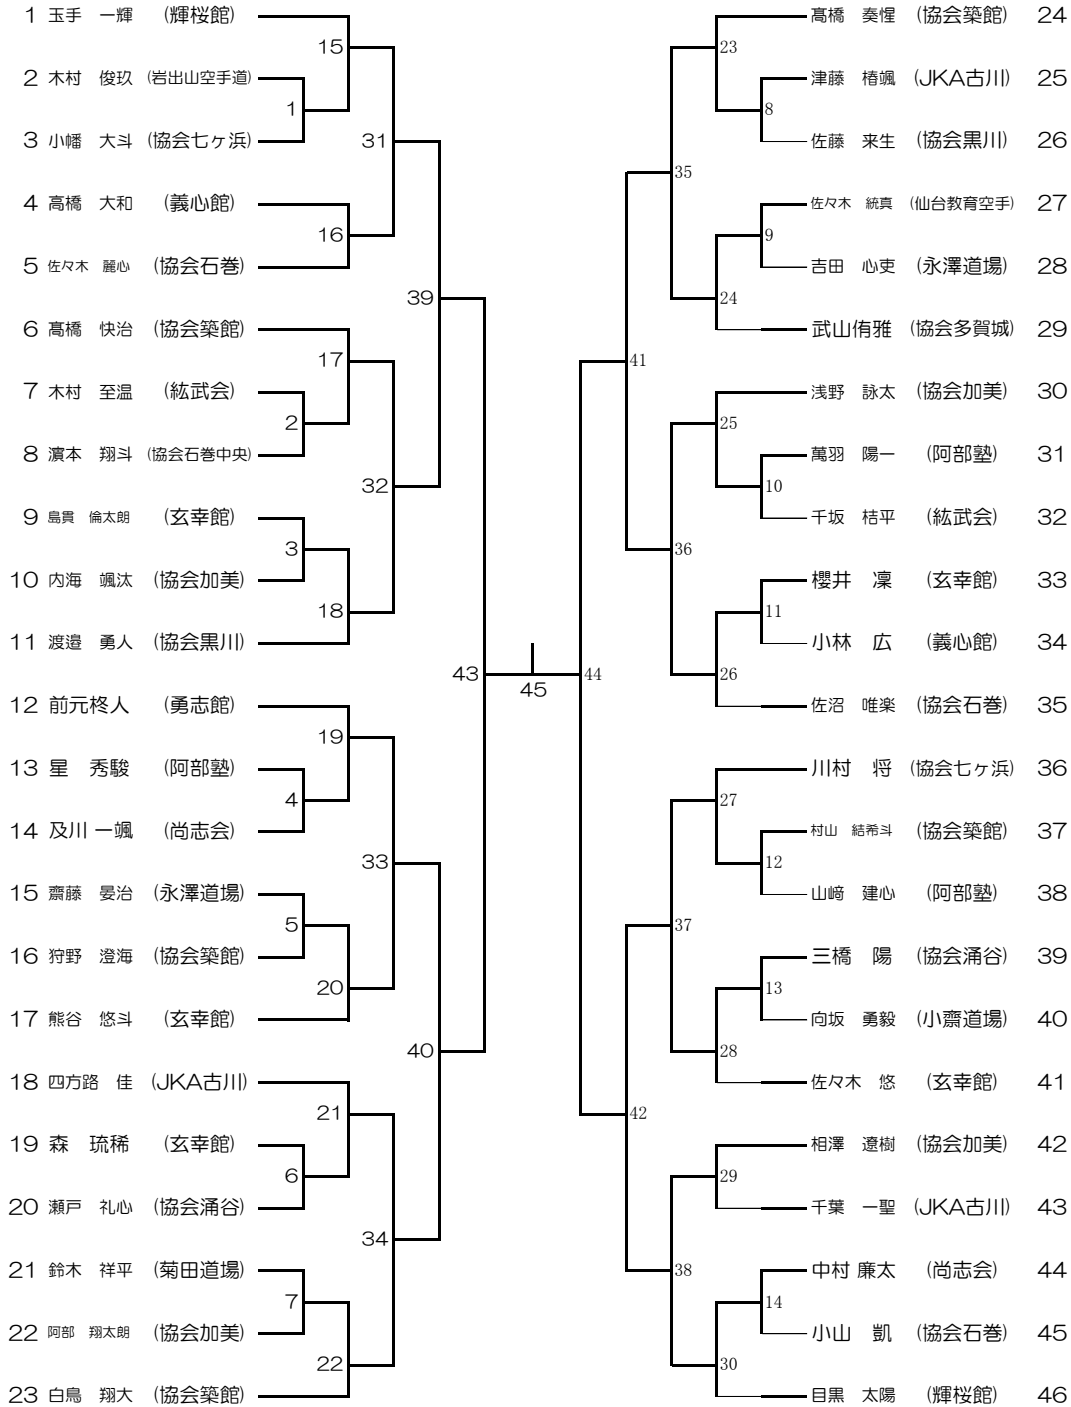 1 玉手 一輝 (輝桜館)
15
2 木村 俊玖 (岩出山空手道)
1
3 小幡 大斗 (協会七ヶ浜)
31
4 高橋 大和 (義心館)
16
5 佐々木 麗心 (協会石巻)
39
6 髙橋 快治 (協会築館)
17
7 木村 至温 (紘武会)
2
8 濵本 翔斗 (協会石巻中央)
32
9 島貫 倫太朗 (玄幸館)
3
10 内海 颯汰 (協会加美)
18
11 渡邉 勇人 (協会黒川)
43
45
44
12 前元柊人 (勇志館)
19
13 星 秀駿 (阿部塾)
4
14 及川 一颯 (尚志会)
33
15 齋藤 晏治 (永澤道場)
5
16 狩野 澄海 (協会築館)
20
17 熊谷 悠斗 (玄幸館)
40
18 四方路 佳 (JKA古川)
21
19 森 琉稀 (玄幸館)
6
20 瀬戸 礼心 (協会涌谷)
34
21 鈴木 祥平 (菊田道場)
7
22 阿部 翔太朗 (協会加美)
22
23 白鳥 翔大 (協会築館)
髙橋 奏惺 (協会築館) 24
23
津藤 椿颯 (JKA古川) 25
8
佐藤 来生 (協会黒川) 26
35
佐々木 統真 (仙台教育空手) 27
9
吉田 心吏 (永澤道場) 28
24
武山侑雅 (協会多賀城) 29
41
浅野 詠太 (協会加美) 30
25
萬羽 陽一 (阿部塾) 31
10
千坂 桔平 (紘武会) 32
36
櫻井 凜 (玄幸館) 33
11
小林 広 (義心館) 34
26
佐沼 唯楽 (協会石巻) 35
川村 将 (協会七ヶ浜) 36
27
村山 結希斗 (協会築館) 37
12
山﨑 建心 (阿部塾) 38
37
三橋 陽 (協会涌谷) 39
13
向坂 勇毅 (小齋道場) 40
28
佐々木 悠 (玄幸館) 41
42
相澤 遼樹 (協会加美) 42
29
千葉 一聖 (JKA古川) 43
38
中村 廉太 (尚志会) 44
14
小山 凱 (協会石巻) 45
30
目黒 太陽 (輝桜館) 46